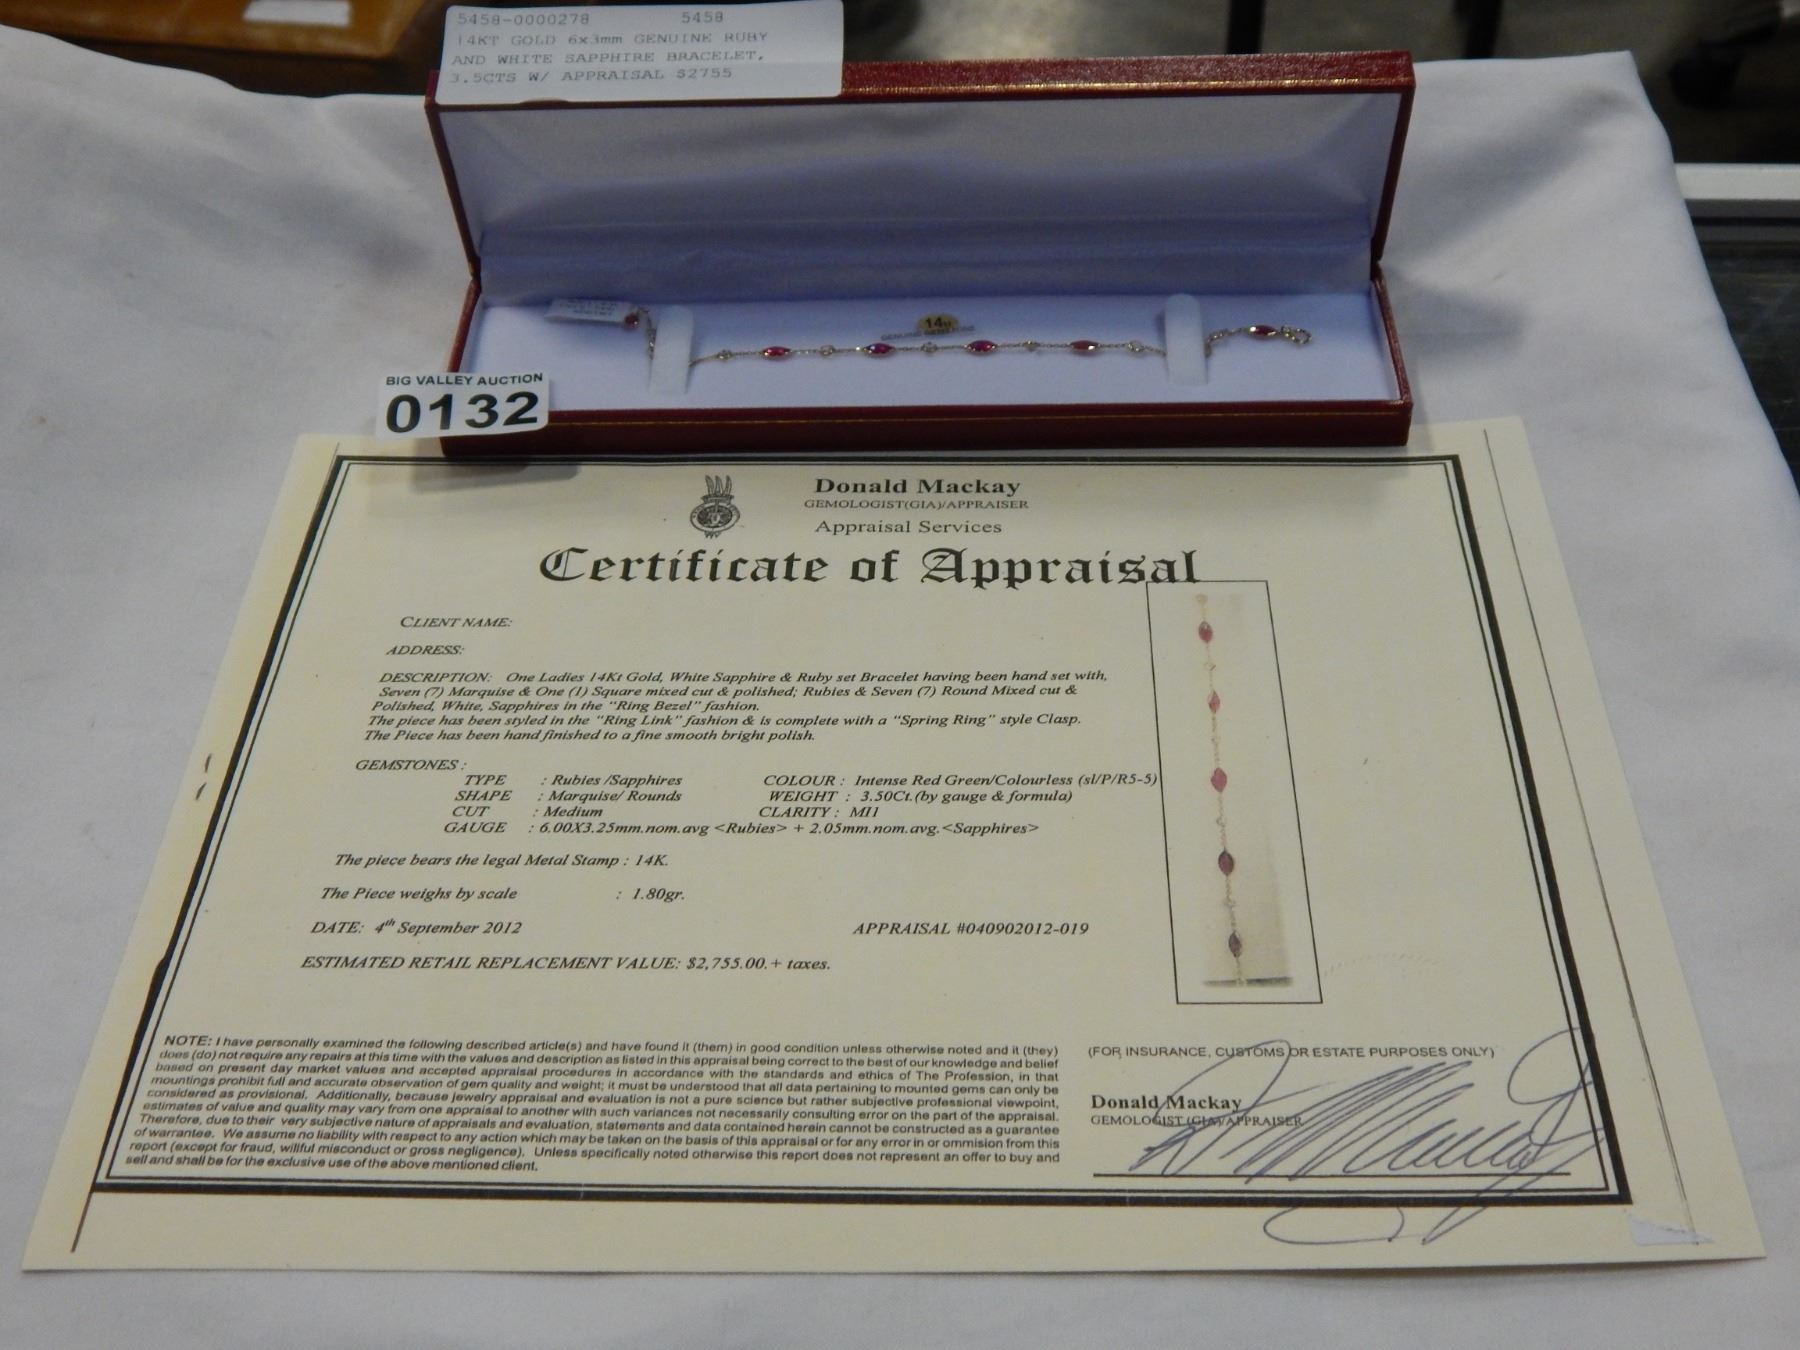 5458-0000278 5458
14KT GOLD 6x3mm GENUINE RUBY
AND WHITE SAPPHIRE BRACELET,
3.5CTS W/ APPRAISAL $2755
14
GENUINE GEMSTONE
BIG VALLEY AUCTION
0132
Donald Mackay
GEMOLOGIST(GIA)/APPRAISER
Appraisal Services
Certificate of Appraisal
CLIENT NAME:
ADDRESS:
DESCRIPTION: One Ladies 14Kt Gold, White Sapphire & Ruby set Bracelet having been hand set with,
Seven (7) Marquise & One (1) Square mixed cut & polished; Rubies & Seven (7) Round Mixed cut &
Polished, White, Sapphires in the "Ring Bezel" fashion.
The piece has been styled in the "Ring Link" fashion & is complete with a "Spring Ring" style Clasp.
The Piece has been hand finished to a fine smooth bright polish.
GEMSTONES :
TYPE : Rubies /Sapphires COLOUR : Intense Red Green/Colourless (sl/P/R5-5)
SHAPE : Marquise/ Rounds WEIGHT : 3.50Ct.(by gauge & formula)
CUT : Medium CLARITY : MI1
GAUGE : 6.00X3.25mm.nom.avg <Rubies> + 2.05mm.nom.avg.<Sapphires>
The piece bears the legal Metal Stamp : 14K.
The Piece weighs by scale : 1.80gr.
DATE: 4th September 2012 APPRAISAL #040902012-019
ESTIMATED RETAIL REPLACEMENT VALUE: $2,755.00.+ taxes.
NOTE: I have personally examined the following described article(s) and have found it (them) in good condition unless otherwise noted and it (they)
does (do) not require any repairs at this time with the values and description as listed in this appraisal being correct to the best of our knowledge and belief
based on present day market values and accepted appraisal procedures in accordance with the standards and ethics of The Profession, in that
mountings prohibit full and accurate observation of gem quality and weight; it must be understood that all data pertaining to mounted gems can only be
considered as provisional. Additionally, because jewelry appraisal and evaluation is not a pure science but rather subjective professional viewpoint,
estimates of value and quality may vary from one appraisal to another with such variances not necessarily consulting error on the part of the appraisal.
Therefore, due to their very subjective nature of appraisals and evaluation, statements and data contained herein cannot be constructed as a guarantee
of warrantee. We assume no liability with respect to any action which may be taken on the basis of this appraisal or for any error in or ommision from this
report (except for fraud, willful misconduct or gross negligence). Unless specifically noted otherwise this report does not represent an offer to buy and
sell and shall be for the exclusive use of the above mentioned client.
(FOR INSURANCE, CUSTOMS OR ESTATE PURPOSES ONLY)
Donald Mackay
GEMOLOGIST (GIA)/APPRAISER